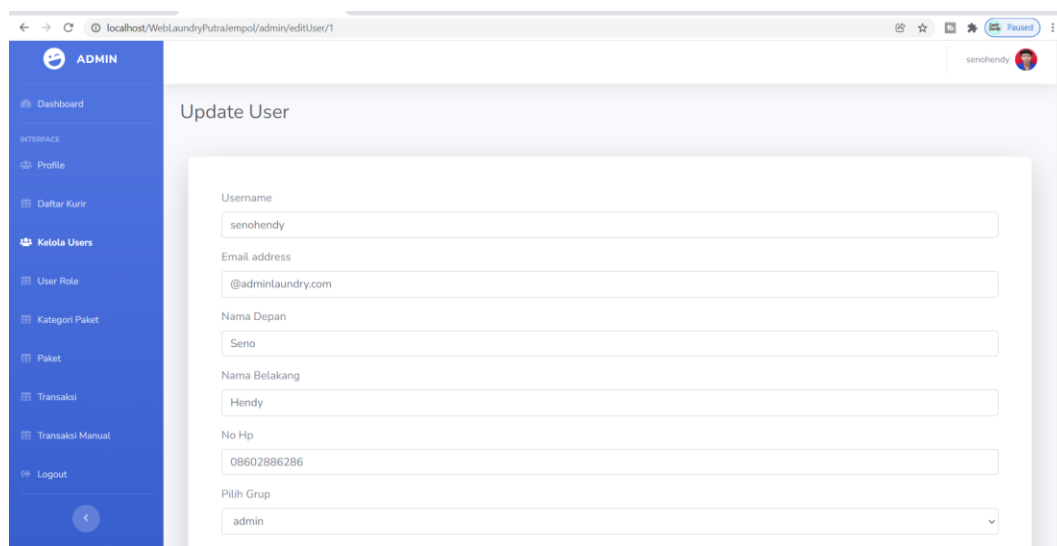 localhost/WebLaundryPutraJempol/admin/editUser/1
Paused
ADMIN
senohendy
Dashboard
INTERFACE
Profile
Daftar Kurir
Kelola Users
User Role
Kategori Paket
Paket
Transaksi
Transaksi Manual
Logout
Update User
Username
senohendy
Email address
@adminlaundry.com
Nama Depan
Seno
Nama Belakang
Hendy
No Hp
08602886286
Pilih Grup
admin